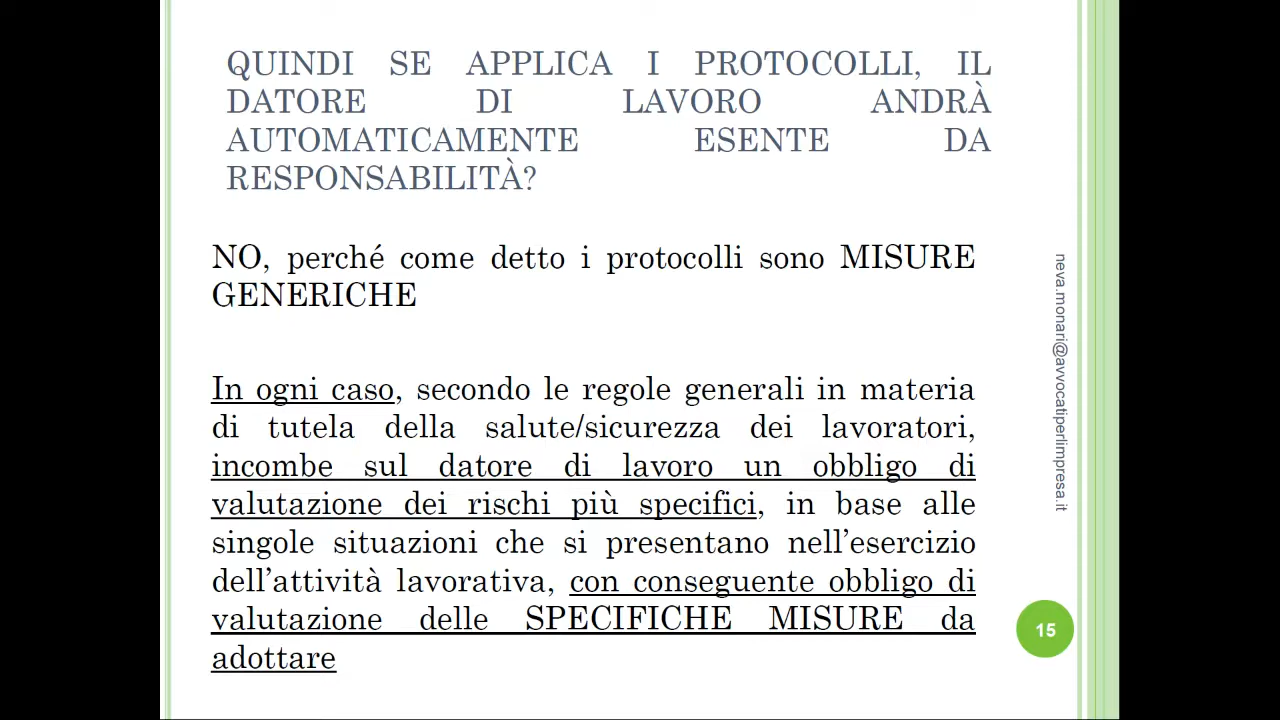 QUINDI SE APPLICA I PROTOCOLLI, IL
DATORE DI LAVORO ANDRÀ
AUTOMATICAMENTE ESENTE DA
RESPONSABILITÀ?
NO, perché come detto i protocolli sono MISURE
GENERICHE
In ogni caso, secondo le regole generali in materia
di tutela della salute/sicurezza dei lavoratori,
incombe sul datore di lavoro un obbligo di
valutazione dei rischi più specifici, in base alle
singole situazioni che si presentano nell'esercizio
dell'attività lavorativa, con conseguente obbligo di
valutazione delle SPECIFICHE MISURE da
adottare
neva.monari@avvocatiperlimpresa.it
15